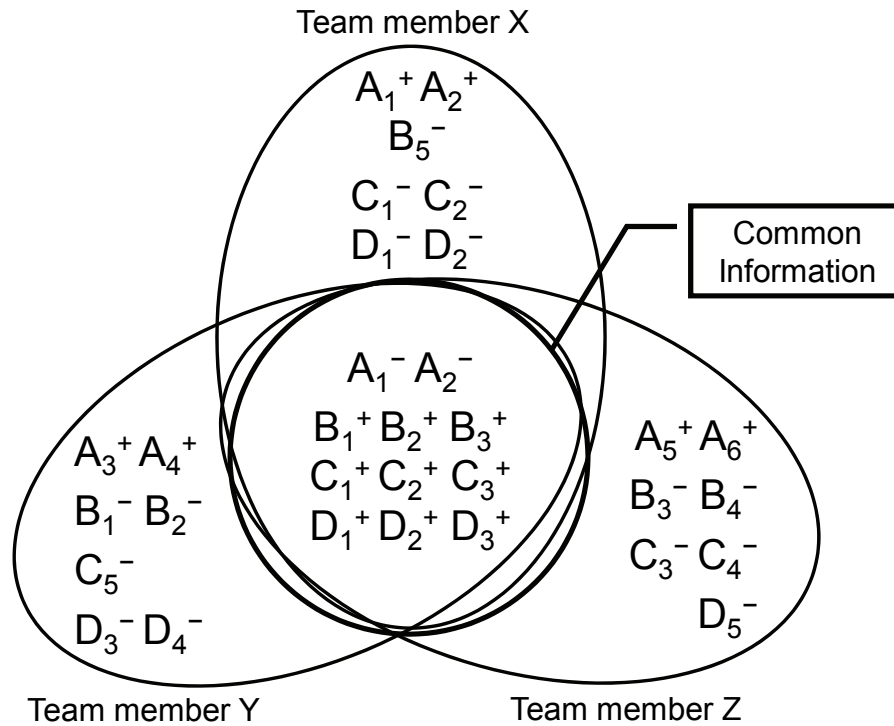 Team member X
A₁⁺ A₂⁺
B₅⁻
C₁⁻ C₂⁻
D₁⁻ D₂⁻
Common
Information
A₁⁻ A₂⁻
B₁⁺ B₂⁺ B₃⁺
C₁⁺ C₂⁺ C₃⁺
D₁⁺ D₂⁺ D₃⁺
A₃⁺ A₄⁺
B₁⁻ B₂⁻
C₅⁻
D₃⁻ D₄⁻
A₅⁺ A₆⁺
B₃⁻ B₄⁻
C₃⁻ C₄⁻
D₅⁻
Team member Y
Team member Z